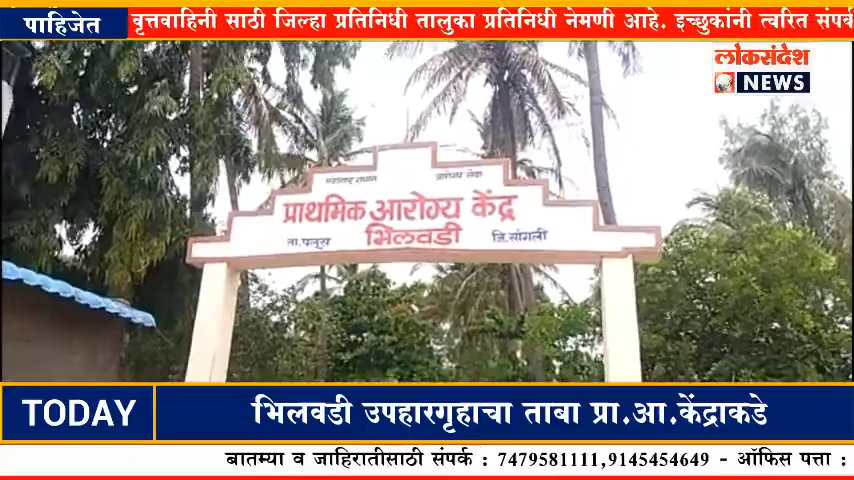 पाहिजेत
वृत्तवाहिनी साठी जिल्हा प्रतिनिधी तालुका प्रतिनिधी नेमणी आहे. इच्छुकांनी त्वरित संपर्क
लोकसंदेश
NEWS
प्राथमिक आरोग्य केंद्र
ता. पलूस भिलवडी जि. सांगली
TODAY
भिलवडी उपहारगृहाचा ताबा प्रा.आ.केंद्राकडे
बातम्या व जाहिरातीसाठी संपर्क : 7479581111,9145454649 - ऑफिस पत्ता :